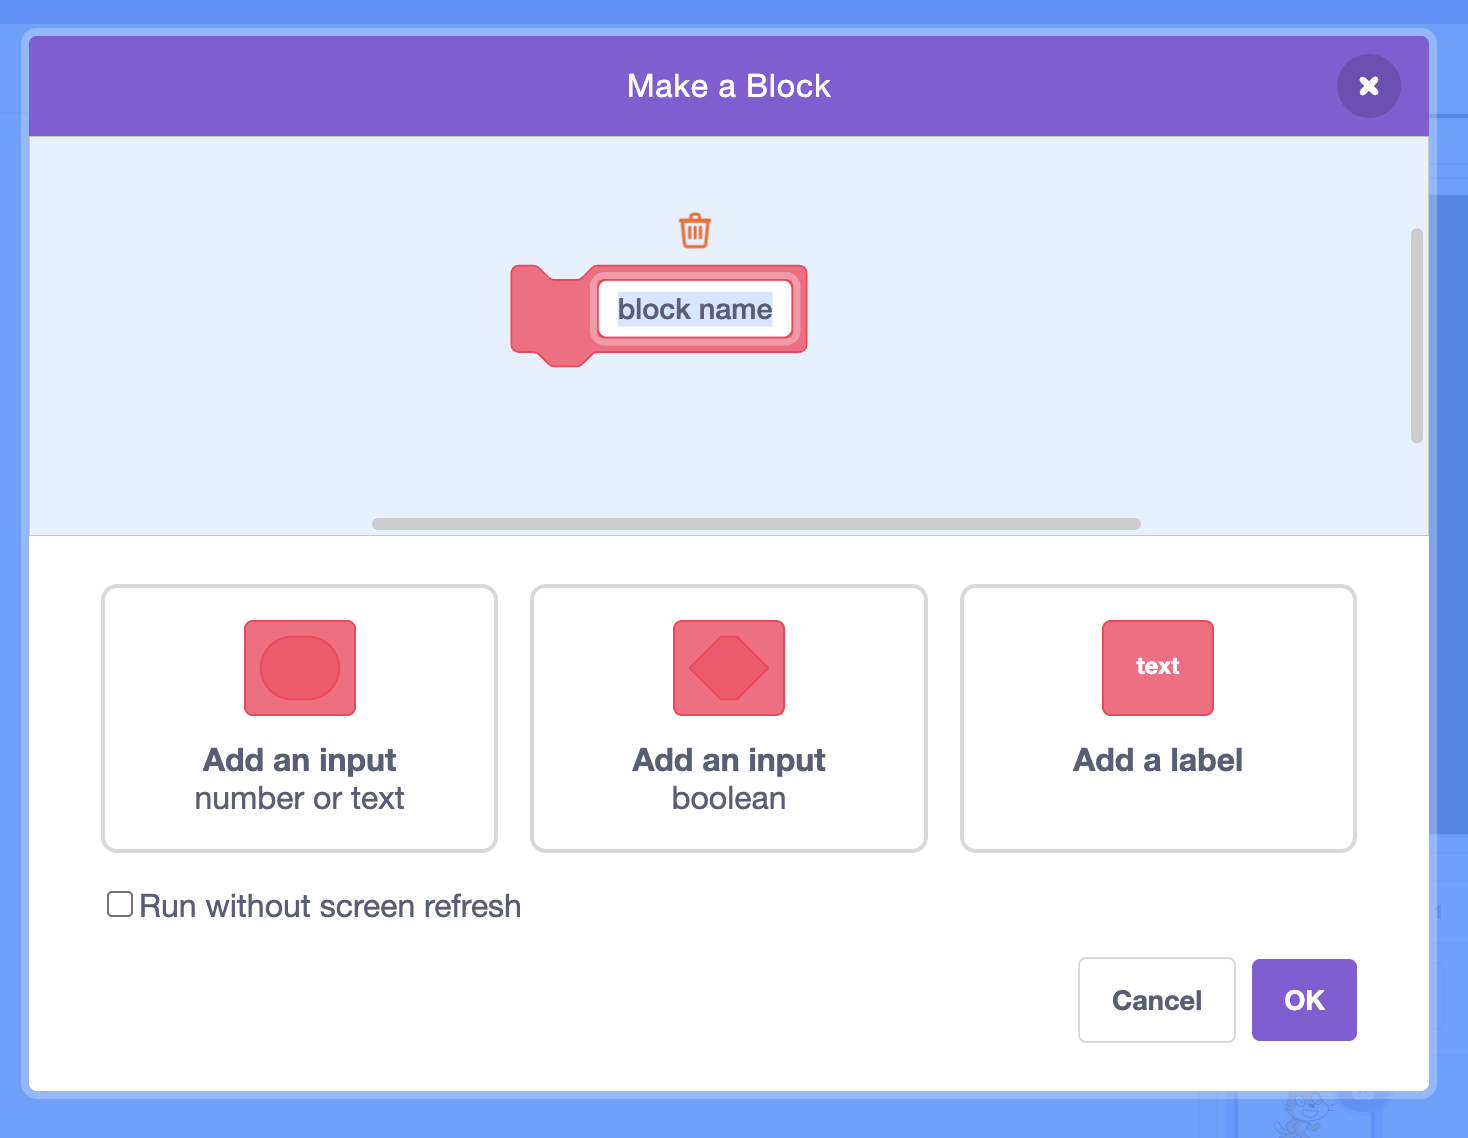 Make a Block
block name
text
Add an input
number or text
Add an input
boolean
Add a label
Run without screen refresh
1
Cancel
OK